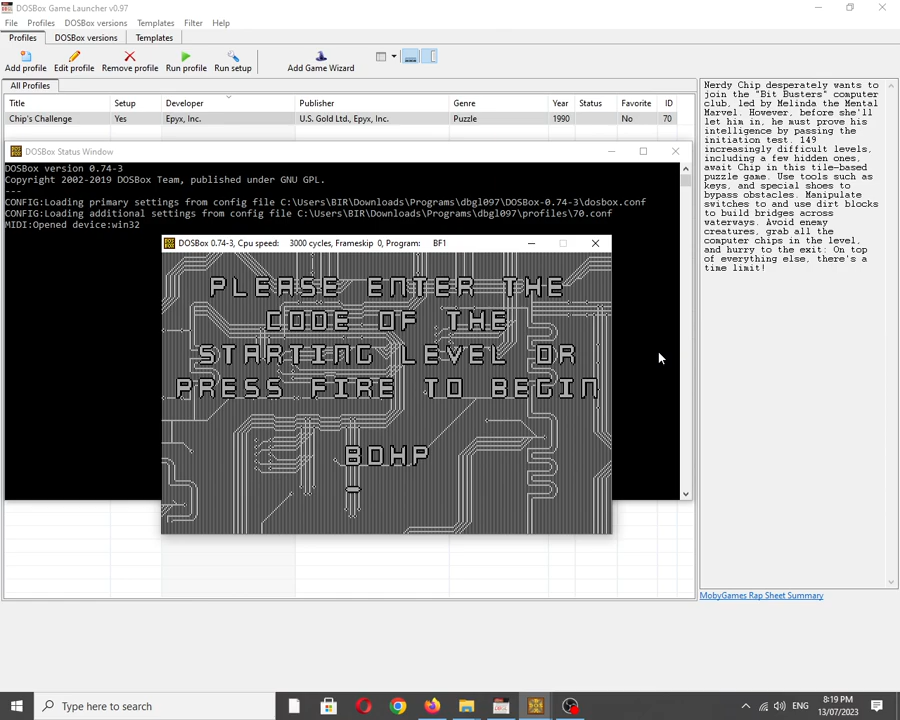 DOSBox Game Launcher v0.97
File Profiles DOSBox versions Templates Filter Help
Profiles DOSBox versions Templates
Add profile Edit profile Remove profile Run profile Run setup Add Game Wizard
All Profiles
Title Setup Developer Publisher Genre Year Status Favorite ID
Chip's Challenge Yes Epyx, Inc. U.S. Gold Ltd., Epyx, Inc. Puzzle 1990 No 70
DOSBox Status Window
DOSBox version 0.74-3
Copyright 2002-2019 DOSBox Team, published under GNU GPL.
---
CONFIG:Loading primary settings from config file C:\Users\BIR\Downloads\Programs\dbgl097\DOSBox-0.74-3\dosbox.conf
CONFIG:Loading additional settings from config file C:\Users\BIR\Downloads\Programs\dbgl097\profiles\70.conf
MIDI:Opened device:win32
DOSBox 0.74-3, Cpu speed: 3000 cycles, Frameskip 0, Program: BF1
PLEASE ENTER THE
CODE OF THE
STARTING LEVEL OR
PRESS FIRE TO BEGIN
BDHP
Nerdy Chip desperately wants to
join the "Bit Busters" computer
club, led by Melinda the Mental
Marvel. However, before she'll
let him in, he must prove his
intelligence by passing the
initiation test. 149
increasingly difficult levels,
including a few hidden ones,
await Chip in this tile-based
puzzle game. Use tools such as
keys, and special shoes to
bypass obstacles. Manipulate
switches to and use dirt blocks
to build bridges across
waterways. Avoid enemy
creatures, grab all the
computer chips in the level,
and hurry to the exit: On top
of everything else, there's a
time limit!
MobyGames Rap Sheet Summary
Type here to search
ENG
8:19 PM
13/07/2023